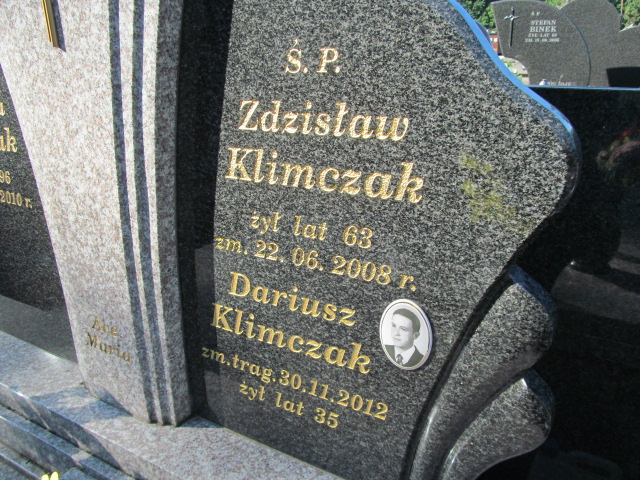 Ś. P.
Zdzisław
Klimczak
żył lat 63
zm. 22. 06. 2008 r.
Dariusz
Klimczak
zm.trag.30.11.2012
żył lat 35
Ave
Maria
2010 r.
STEFAN
BINEK